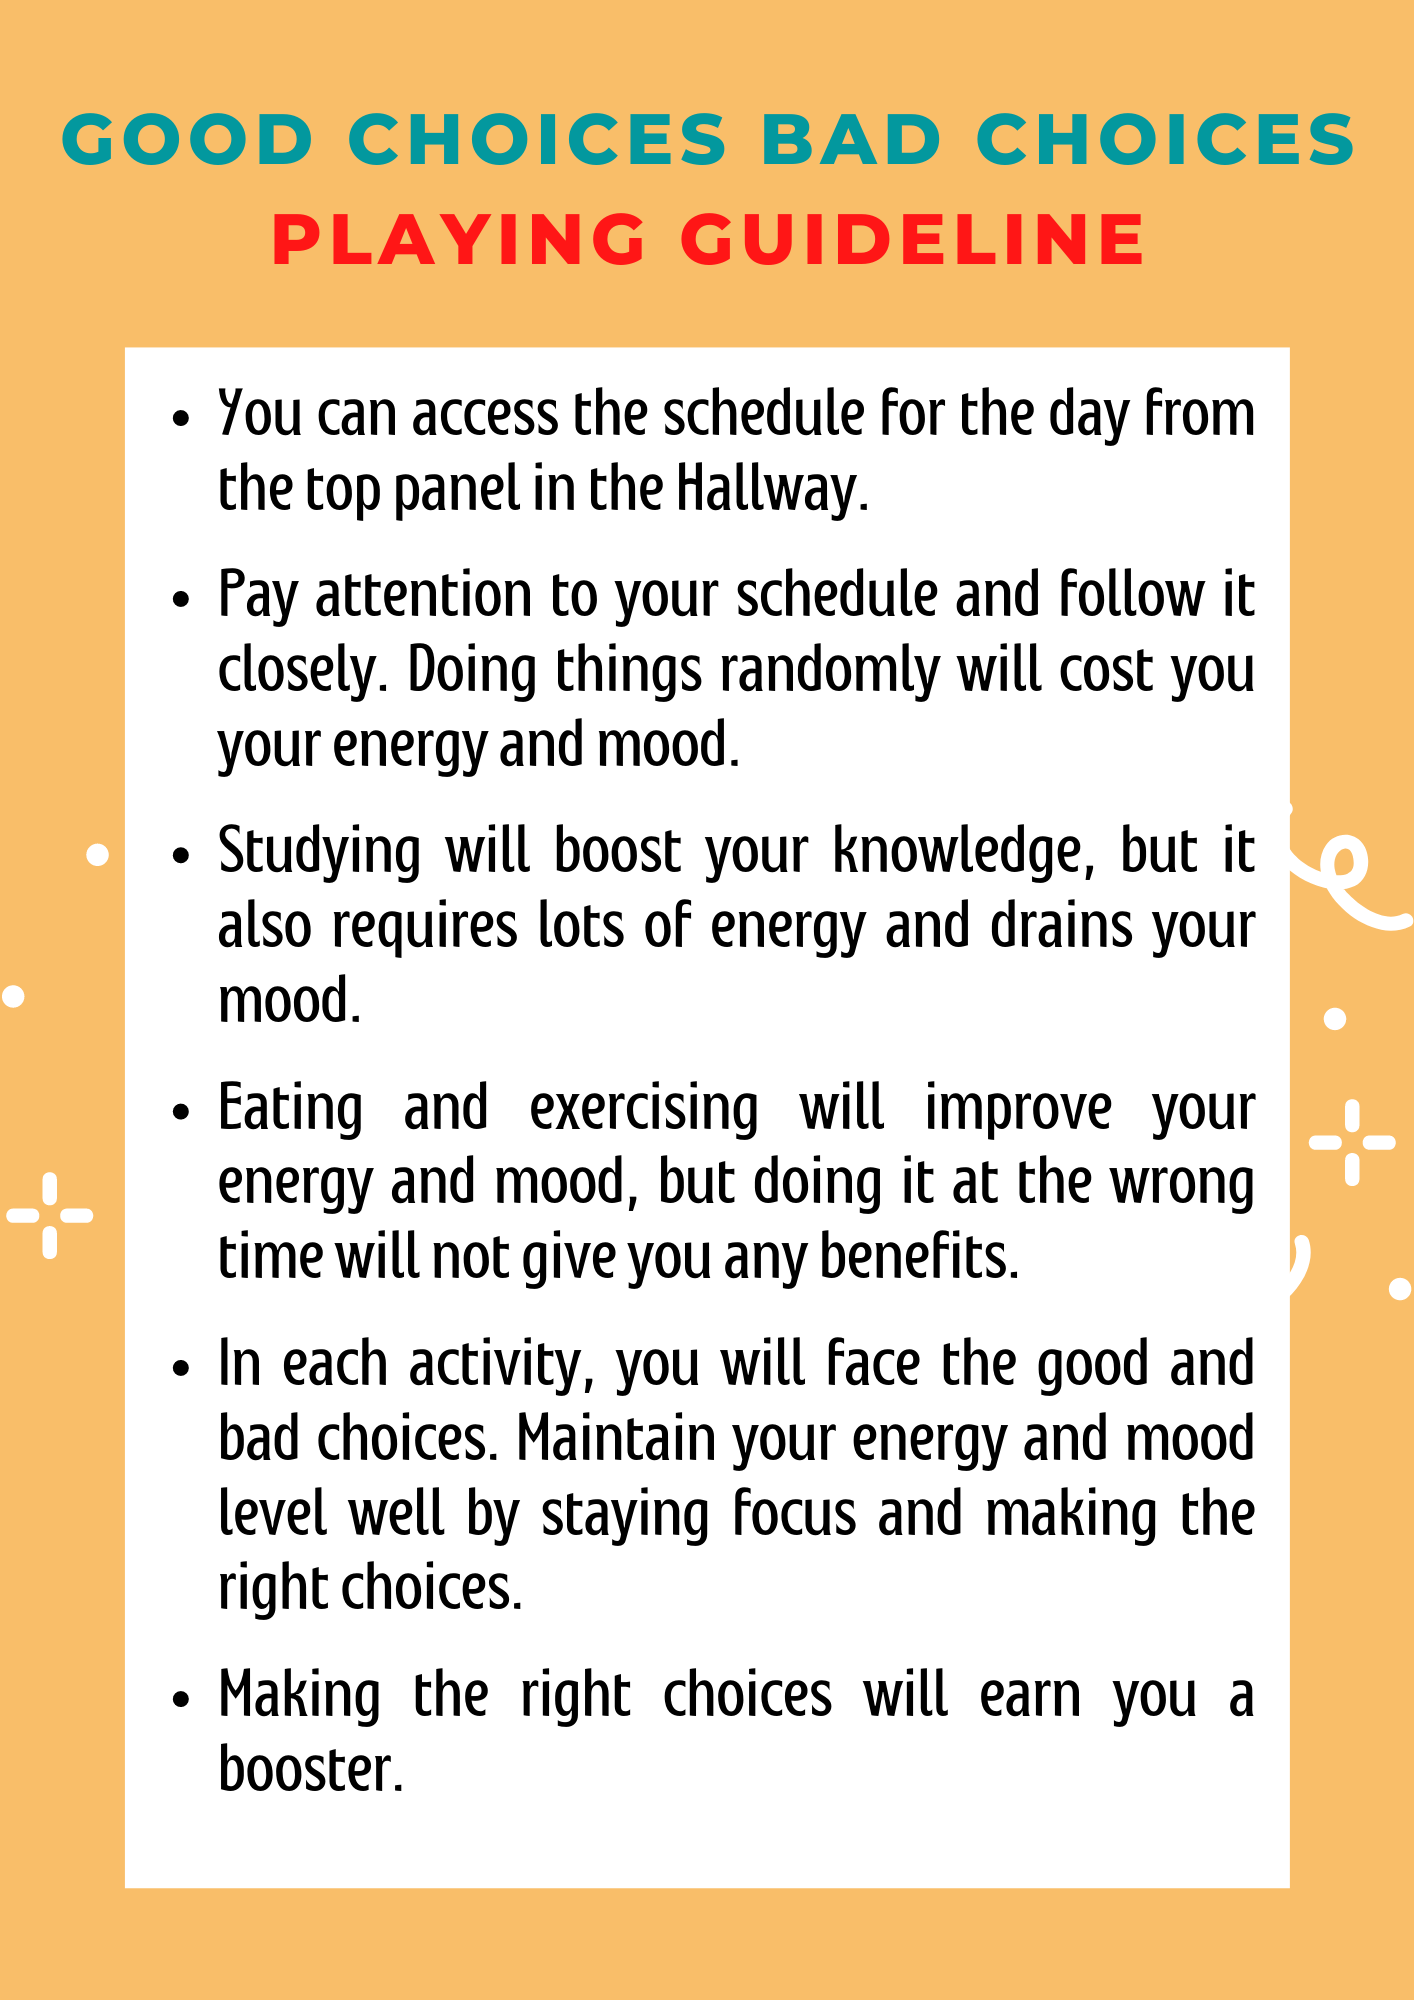 GOOD CHOICES BAD CHOICES
PLAYING GUIDELINE
• You can access the schedule for the day from
the top panel in the Hallway.
• Pay attention to your schedule and follow it
closely. Doing things randomly will cost you
your energy and mood.
• Studying will boost your knowledge, but it
also requires lots of energy and drains your
mood.
• Eating and exercising will improve your
energy and mood, but doing it at the wrong
time will not give you any benefits.
• In each activity, you will face the good and
bad choices. Maintain your energy and mood
level well by staying focus and making the
right choices.
• Making the right choices will earn you a
booster.